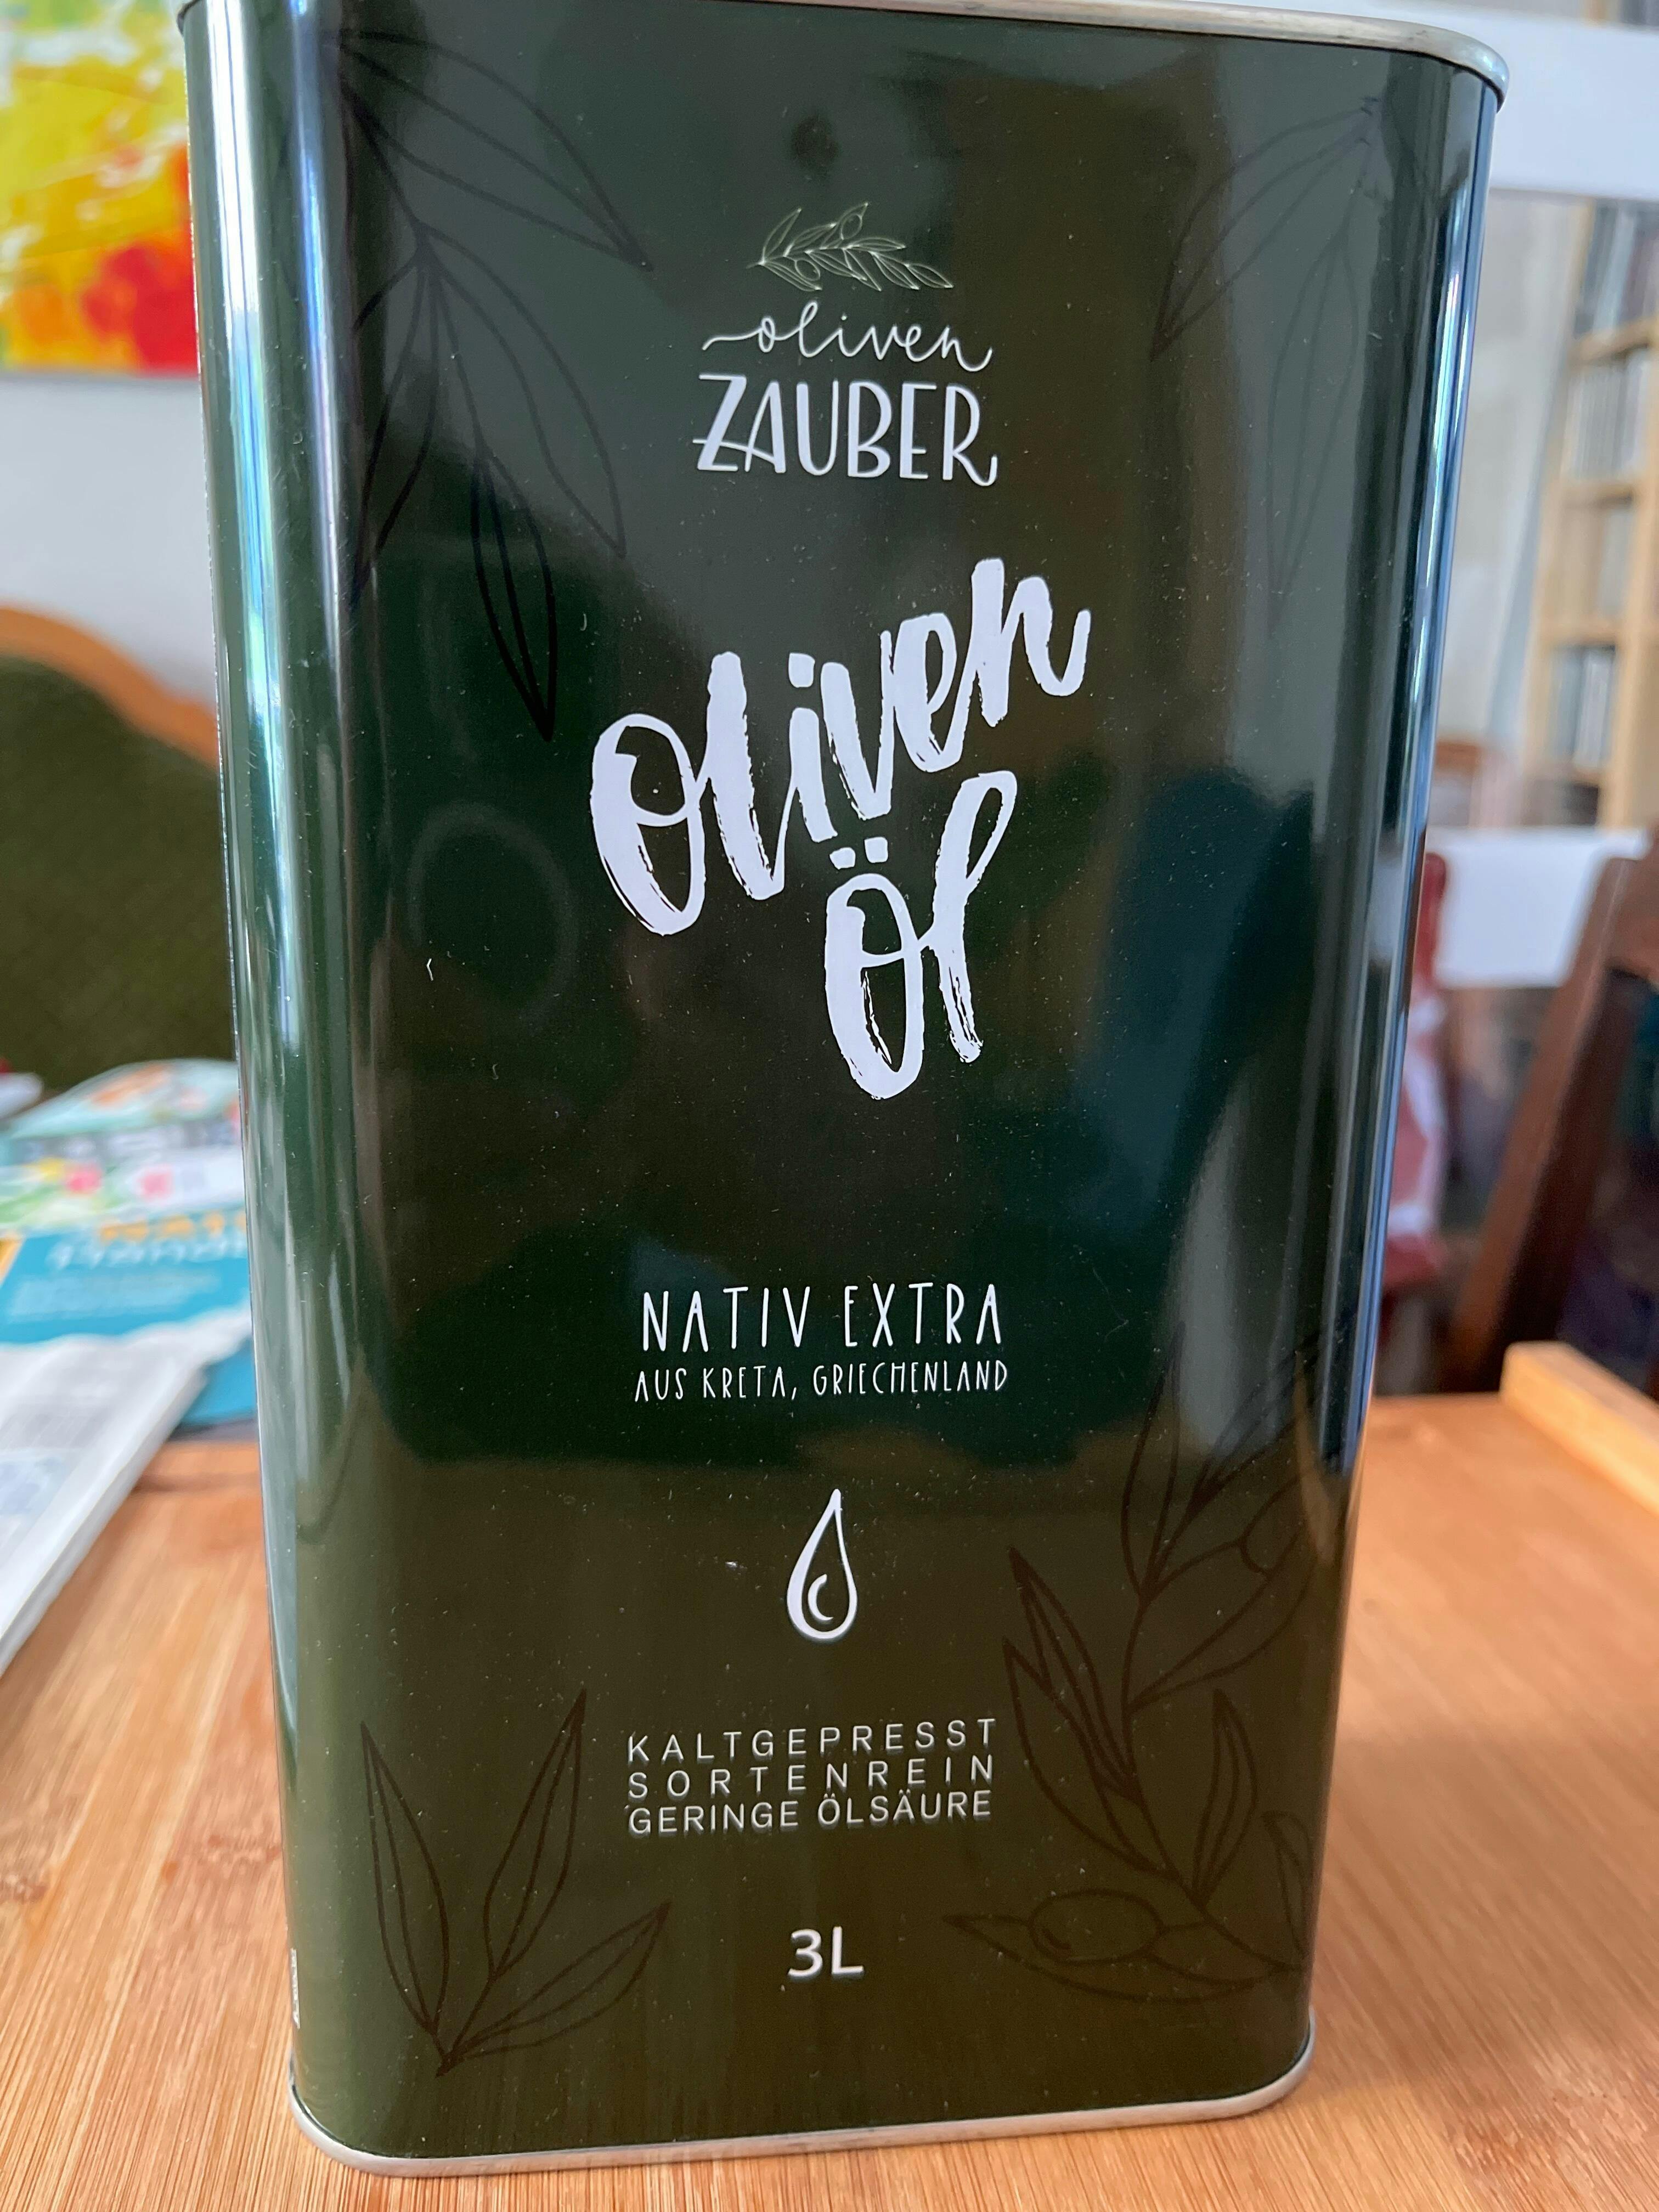 oliven
ZAUBER
Oliven
Öl
NATIV EXTRA
AUS KRETA, GRIECHENLAND
KALTGEPRESST
SORTENREIN
GERINGE ÖLSÄURE
3L